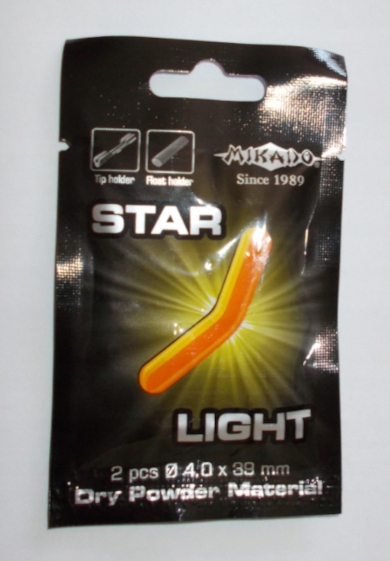 MIKADO
Since 1989
Tip holder
Float holder
STAR
LIGHT
2 pcs Ø 4,0 x 39 mm
Dry Powder Material